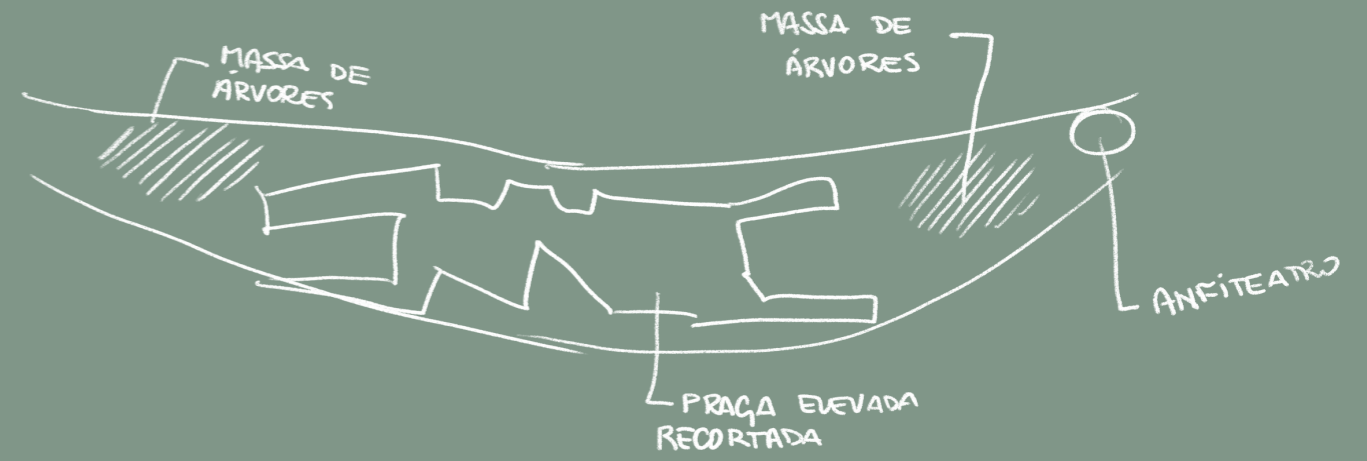 MASSA DE
ÁRVORES
MASSA DE
ÁRVORES
ANFITEATRO
PRAÇA ELEVADA
RECORTADA